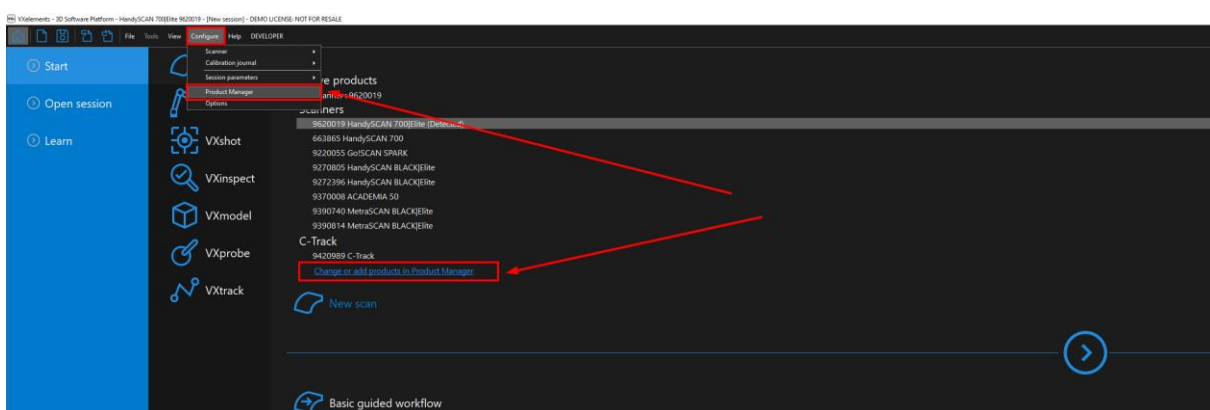 VXelements - 3D Software Platform - HandySCAN 700|Elite 9620019 - [New session] - DEMO LICENSE: NOT FOR RESALE
File Tools View Configure Help DEVELOPER
Scanner
Calibration journal
Session parameters
Product Manager
Options
Start
Open session
Learn
VXshot
VXinspect
VXmodel
VXprobe
VXtrack
products
9620019
9620019 HandySCAN 700|Elite (Detected)
663865 HandySCAN 700
9220055 Go!SCAN SPARK
9270805 HandySCAN BLACK|Elite
9272396 HandySCAN BLACK|Elite
9370008 ACADEMIA 50
9390740 MetraSCAN BLACK|Elite
9390814 MetraSCAN BLACK|Elite
C-Track
9420989 C-Track
Change or add products in Product Manager
New scan
Basic guided workflow